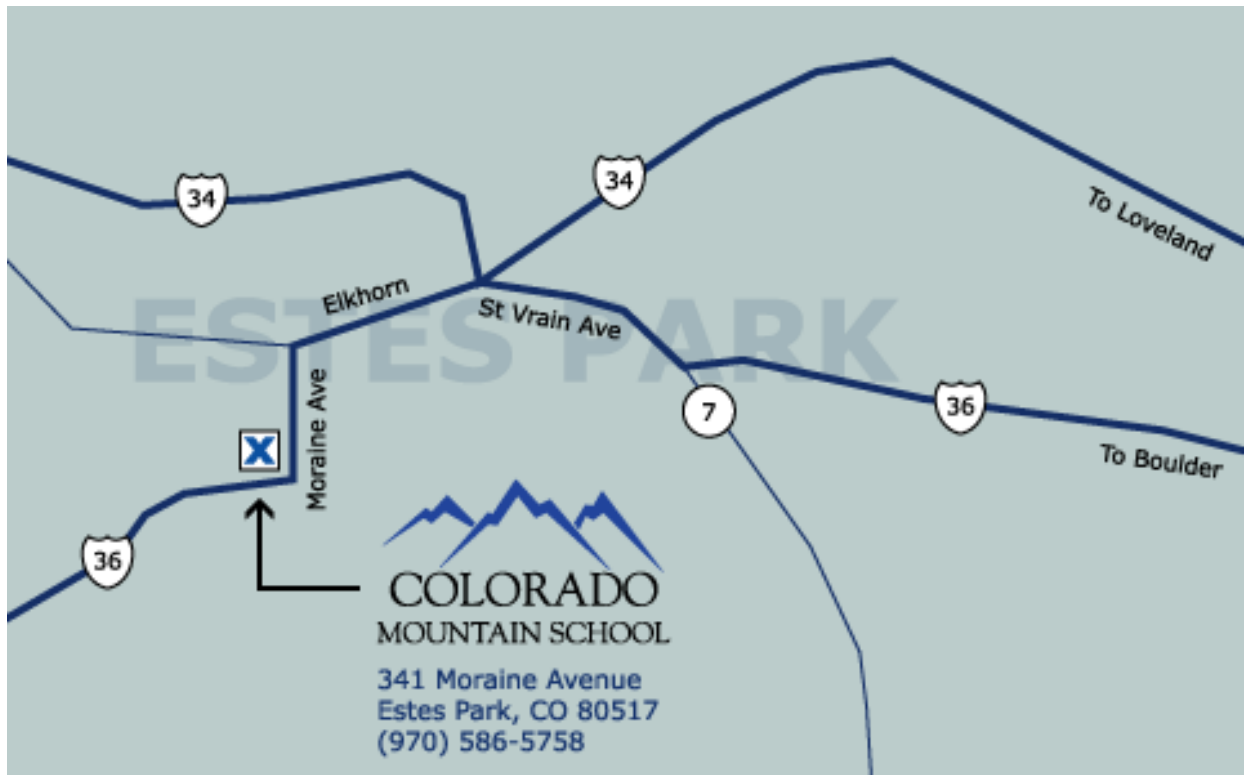 34
34
To Loveland
Elkhorn
St Vrain Ave
ESTES PARK
Moraine Ave
7
36
To Boulder
X
36
COLORADO
MOUNTAIN SCHOOL
341 Moraine Avenue
Estes Park, CO 80517
(970) 586-5758